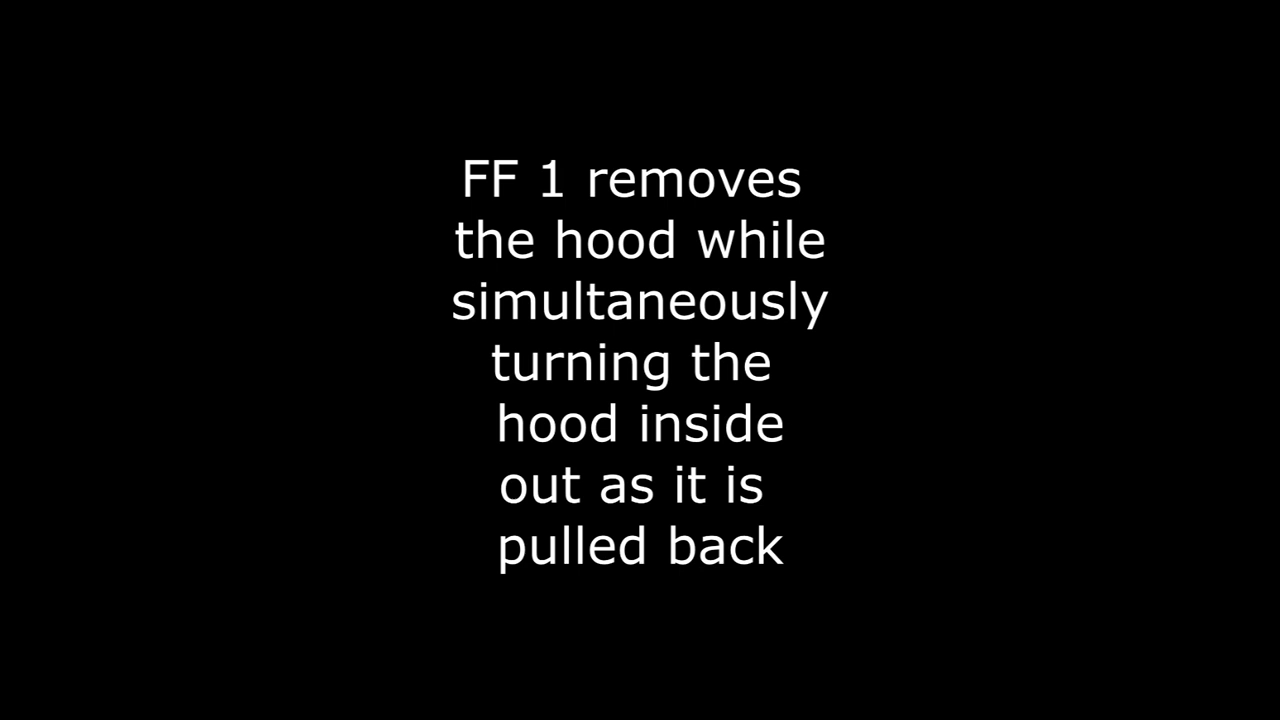 FF 1 removes
the hood while
simultaneously
turning the
hood inside
out as it is
pulled back